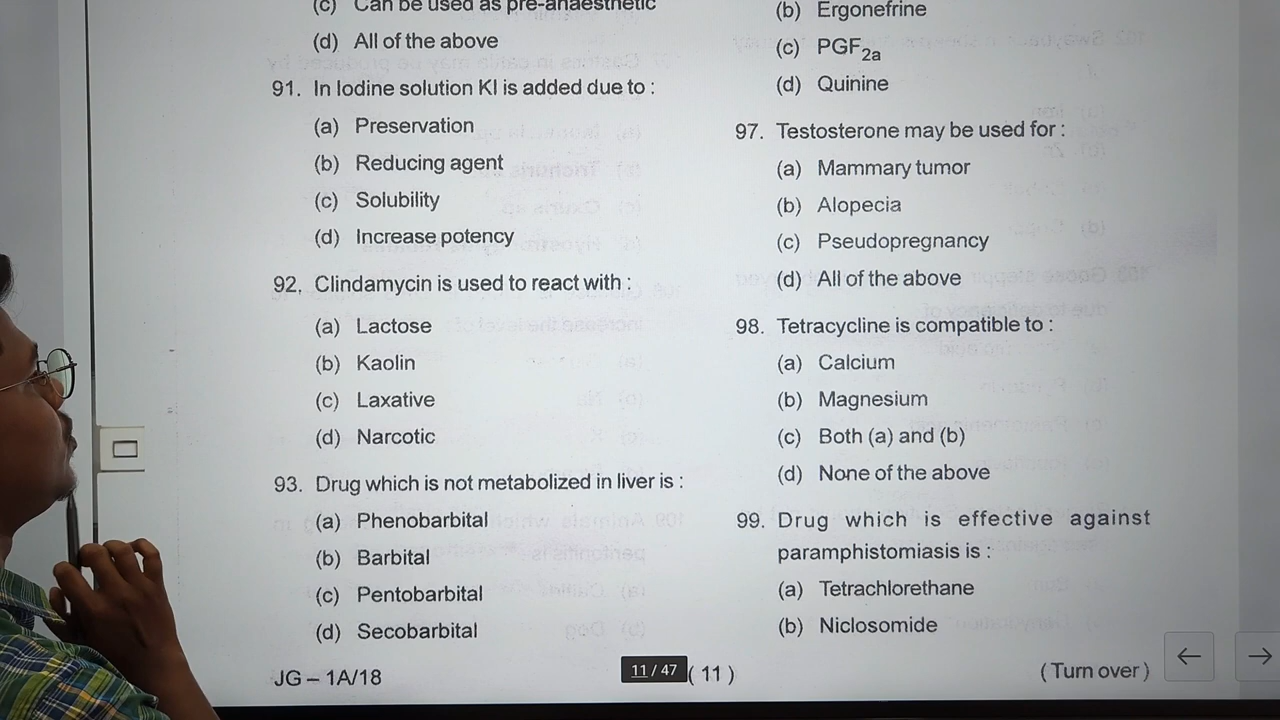 (c) Can be used as pre-anaesthetic
(d) All of the above
91. In Iodine solution KI is added due to :
(a) Preservation
(b) Reducing agent
(c) Solubility
(d) Increase potency
92. Clindamycin is used to react with :
(a) Lactose
(b) Kaolin
(c) Laxative
(d) Narcotic
93. Drug which is not metabolized in liver is :
(a) Phenobarbital
(b) Barbital
(c) Pentobarbital
(d) Secobarbital
JG – 1A/18
(b) Ergonefrine
(c) PGF2a
(d) Quinine
97. Testosterone may be used for :
(a) Mammary tumor
(b) Alopecia
(c) Pseudopregnancy
(d) All of the above
98. Tetracycline is compatible to :
(a) Calcium
(b) Magnesium
(c) Both (a) and (b)
(d) None of the above
99. Drug which is effective against
paramphistomiasis is :
(a) Tetrachlorethane
(b) Niclosomide
11 / 47
( 11 )
( Turn over )